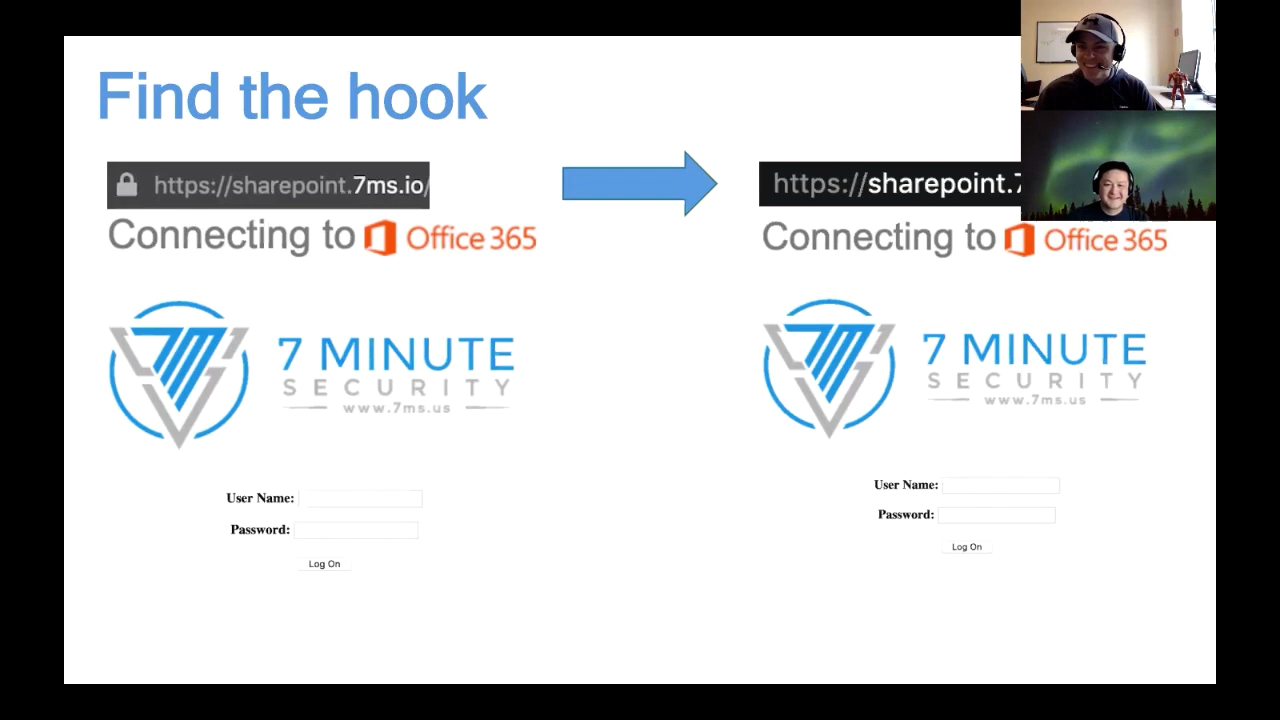 Find the hook
https://sharepoint.7ms.io/
Connecting to Office 365
7 MINUTE
SECURITY
www.7ms.us
User Name:
Password:
Log On
https://sharepoint.7
Connecting to Office 365
7 MINUTE
SECURITY
www.7ms.us
User Name:
Password:
Log On